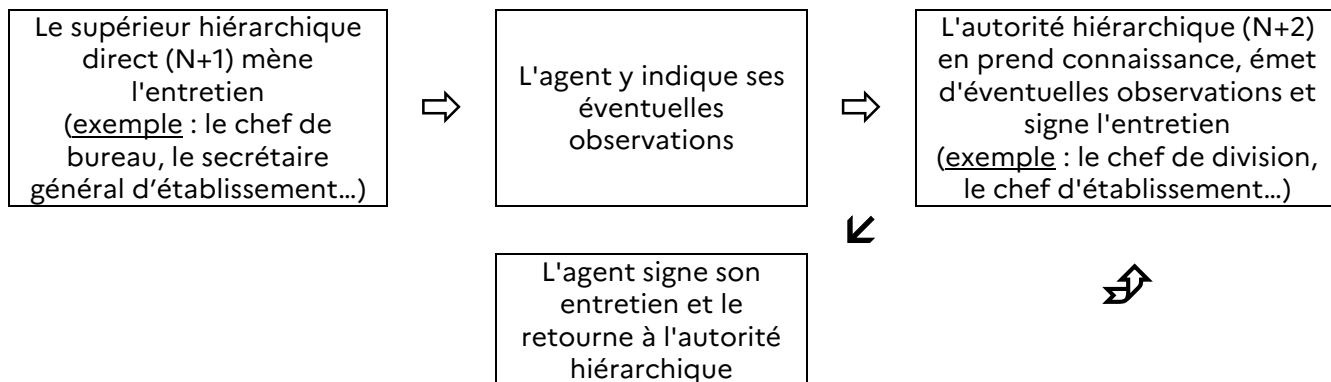 Le supérieur hiérarchique
direct (N+1) mène
l'entretien
(exemple : le chef de
bureau, le secrétaire
général d’établissement…)
L'agent y indique ses
éventuelles
observations
L'autorité hiérarchique (N+2)
en prend connaissance, émet
d'éventuelles observations et
signe l'entretien
(exemple : le chef de division,
le chef d'établissement…)
L'agent signe son
entretien et le
retourne à l'autorité
hiérarchique